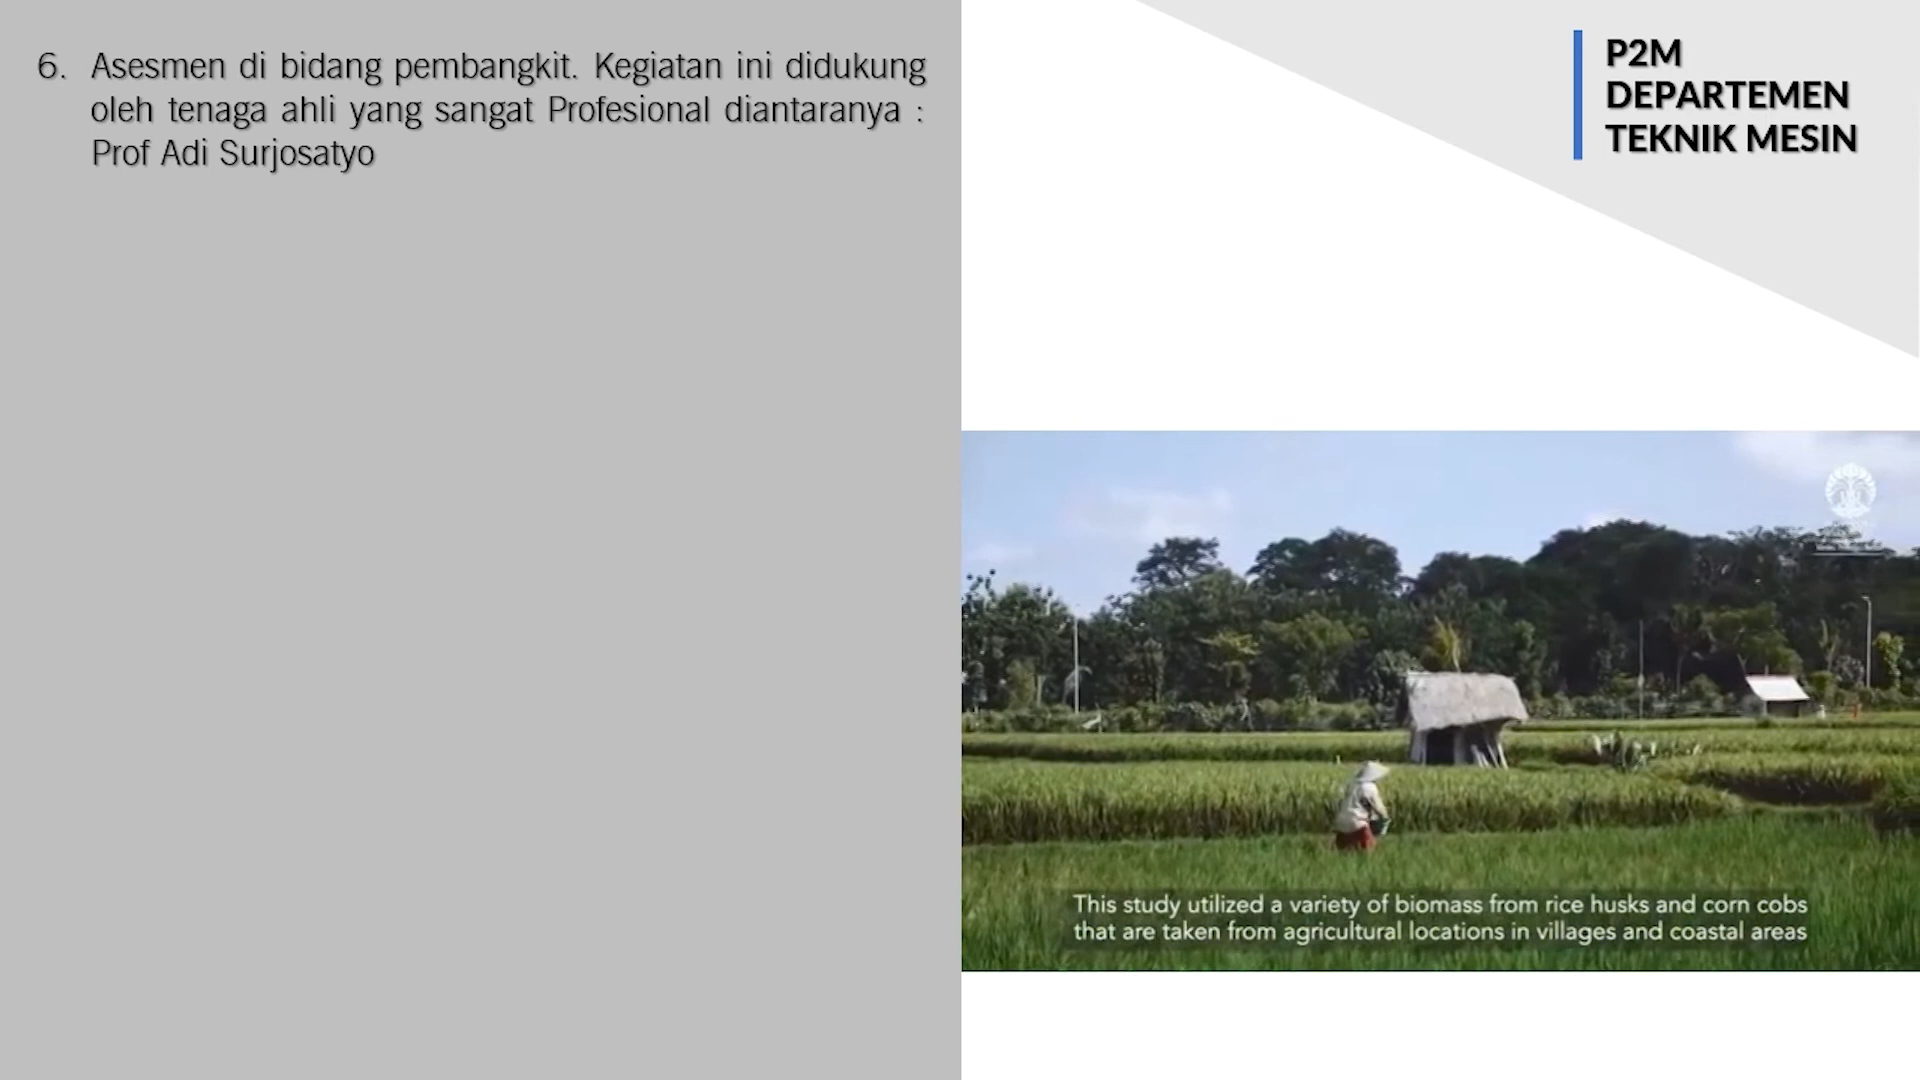 6. Asesmen di bidang pembangkit. Kegiatan ini didukung
oleh tenaga ahli yang sangat Profesional diantaranya :
Prof Adi Surjosatyo
P2M
DEPARTEMEN
TEKNIK MESIN
This study utilized a variety of biomass from rice husks and corn cobs
that are taken from agricultural locations in villages and coastal areas